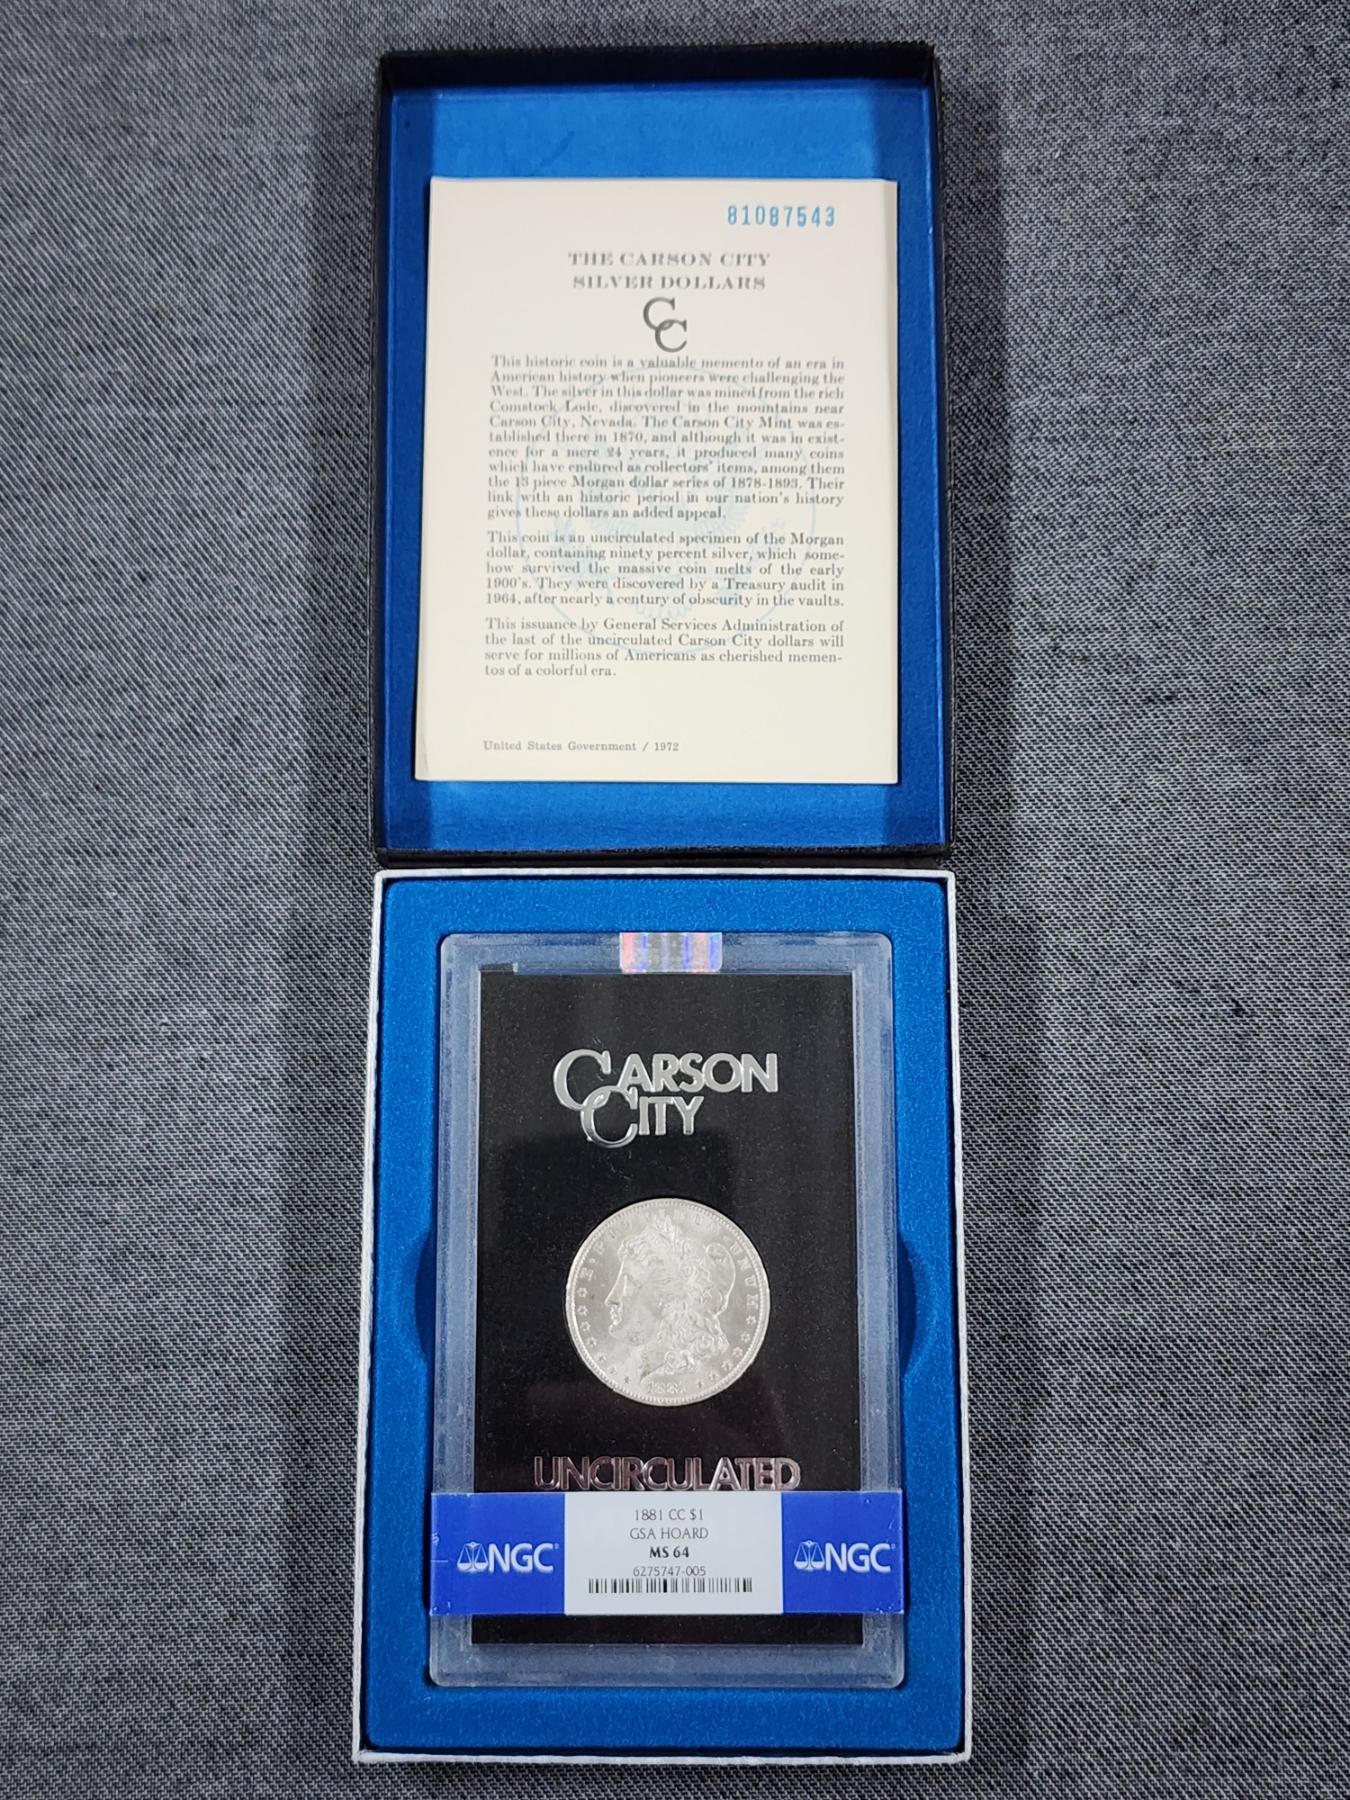 81087543
THE CARSON CITY
SILVER DOLLARS
CC
This historic coin is a valuable memento of an era in
American history when pioneers were challenging the
West. The silver in this dollar was mined from the rich
Comstock Lode, discovered in the mountains near
Carson City, Nevada. The Carson City Mint was es-
tablished there in 1870, and although it was in exist-
ence for a mere 24 years, it produced many coins
which have endured as collectors' items, among them
the 13 piece Morgan dollar series of 1878-1893. Their
link with an historic period in our nation's history
gives these dollars an added appeal.
This coin is an uncirculated specimen of the Morgan
dollar, containing ninety percent silver, which some-
how survived the massive coin melts of the early
1900's. They were discovered by a Treasury audit in
1964, after nearly a century of obscurity in the vaults.
This issuance by General Services Administration of
the last of the uncirculated Carson City dollars will
serve for millions of Americans as cherished memen-
tos of a colorful era.
United States Government / 1972
CARSON
CITY
E · PLURIBUS · UNUM
1881
UNCIRCULATED
NGC
1881 CC $1
GSA HOARD
MS 64
6275747-005
NGC